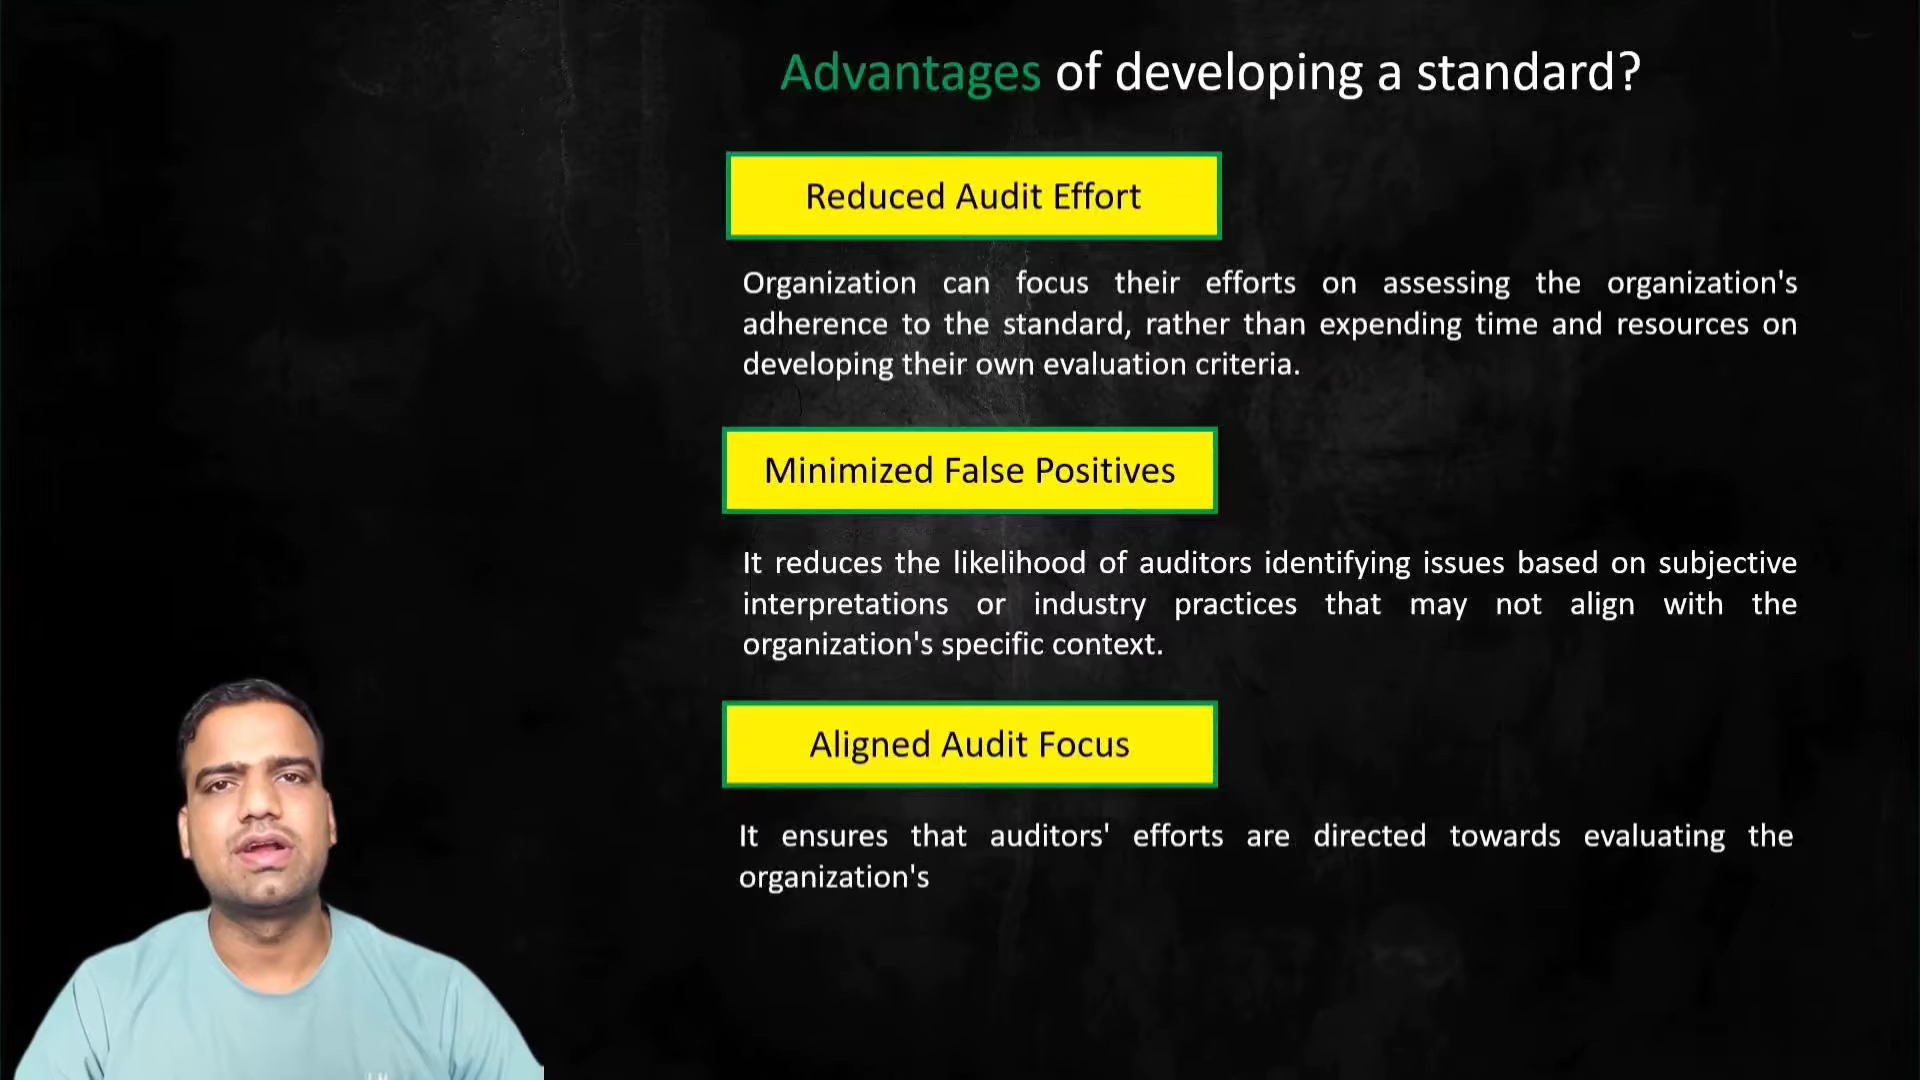 Advantages of developing a standard?
Reduced Audit Effort
Organization can focus their efforts on assessing the organization's
adherence to the standard, rather than expending time and resources on
developing their own evaluation criteria.
Minimized False Positives
It reduces the likelihood of auditors identifying issues based on subjective
interpretations or industry practices that may not align with the
organization's specific context.
Aligned Audit Focus
It ensures that auditors' efforts are directed towards evaluating the
organization's